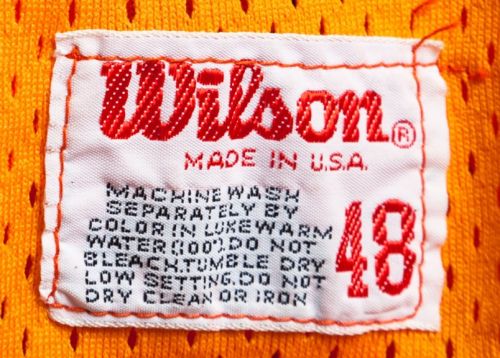 Wilson®
MADE IN U.S.A.
MACHINE WASH
SEPARATELY BY
COLOR IN LUKEWARM
WATER (100°). DO NOT
BLEACH. TUMBLE DRY
LOW SETTING. DO NOT
DRY CLEAN OR IRON
48